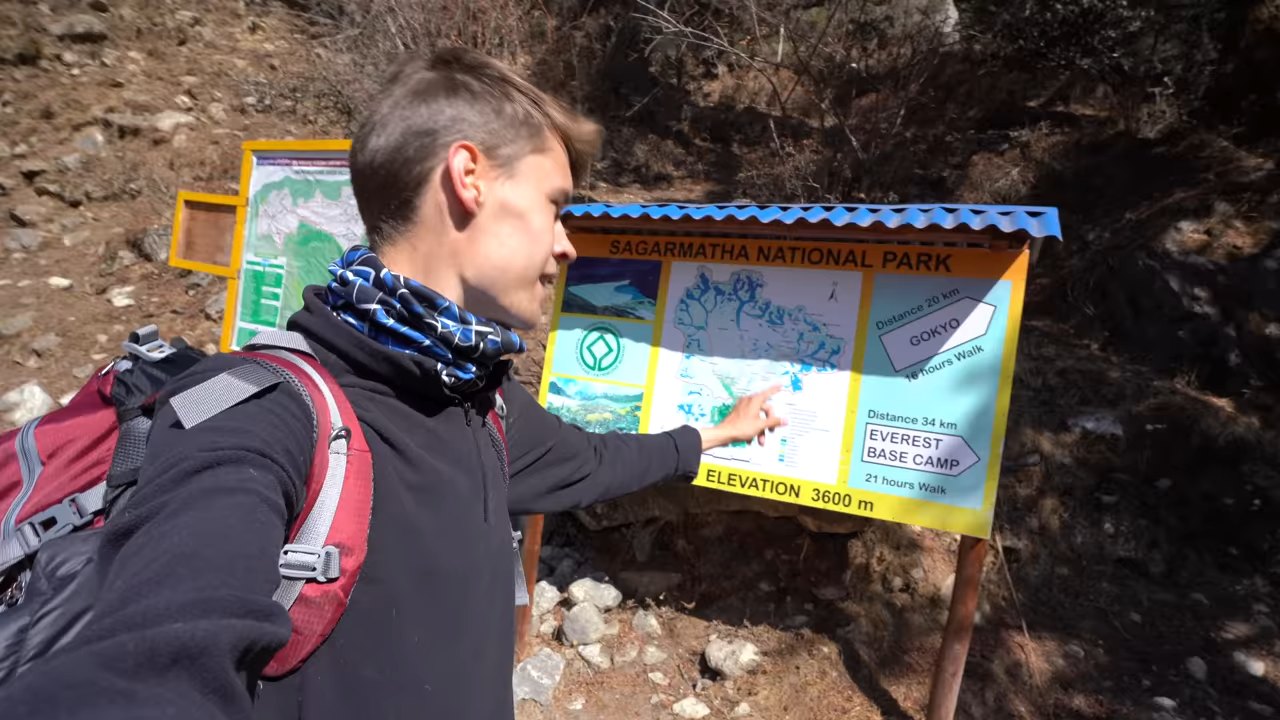 SAGARMATHA NATIONAL PARK
N
Distance 20 km
GOKYO
16 hours Walk
Distance 34 km
EVEREST
BASE CAMP
21 hours Walk
ELEVATION 3600 m